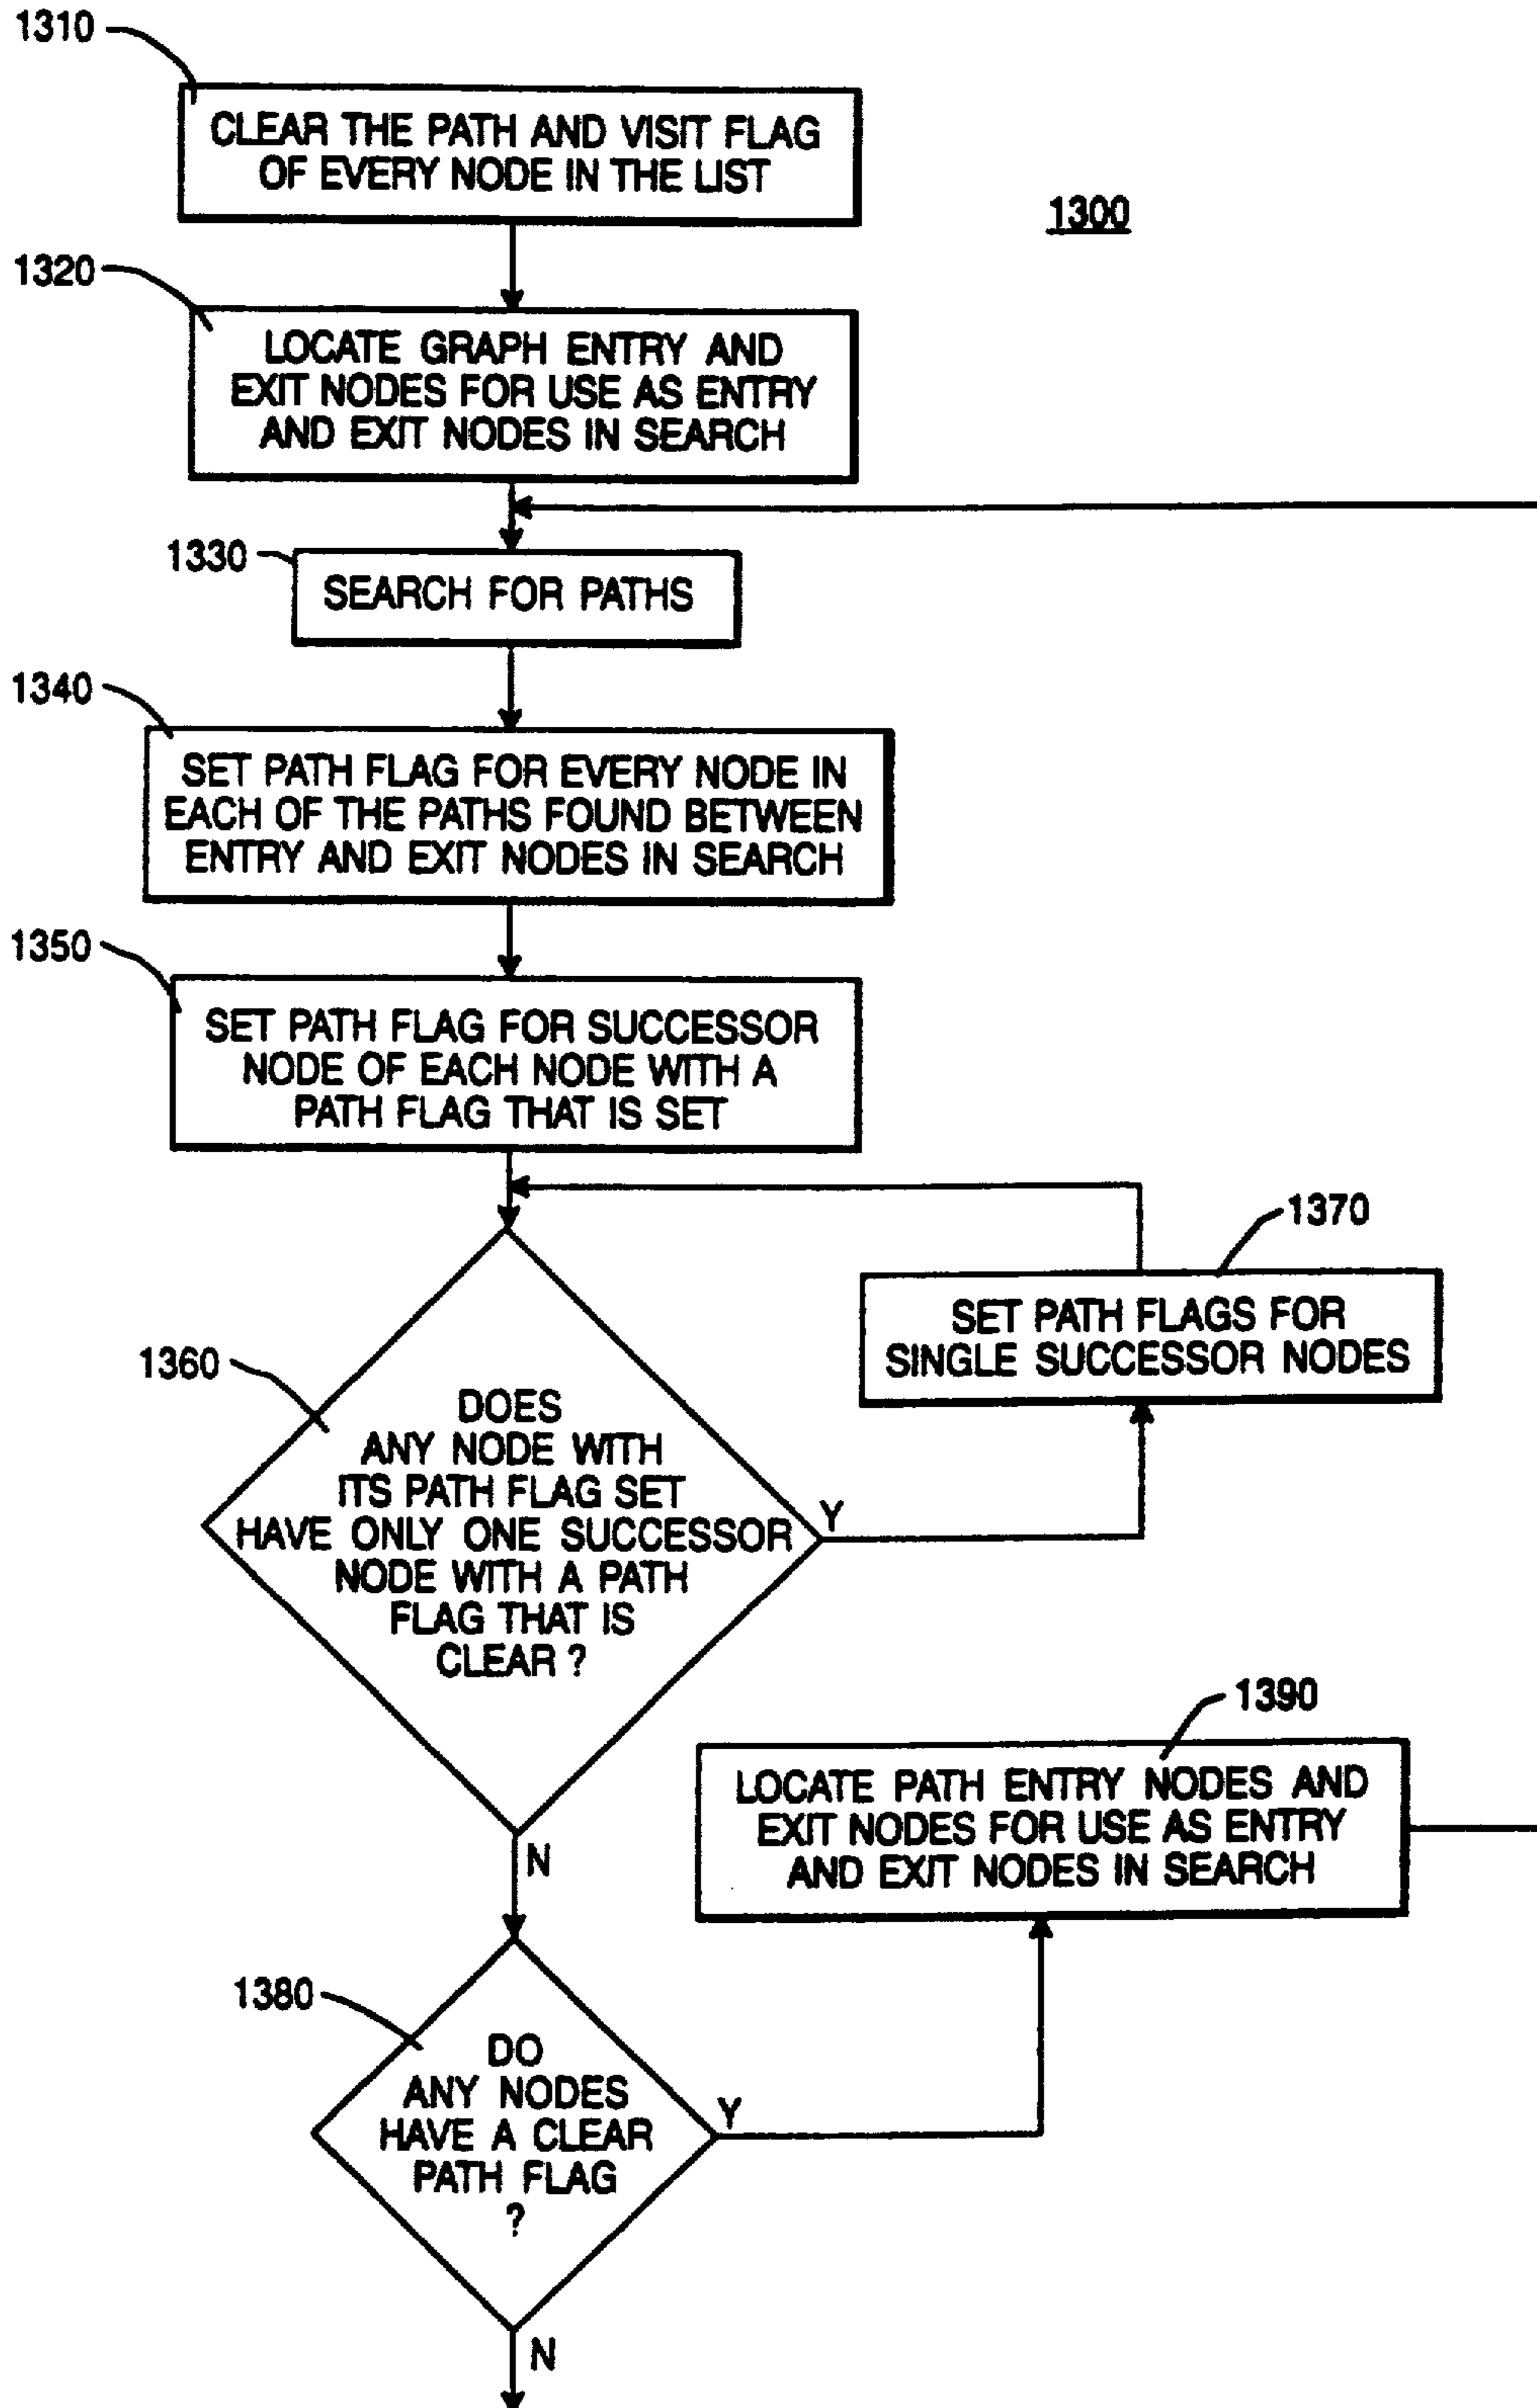 1310
CLEAR THE PATH AND VISIT FLAG
OF EVERY NODE IN THE LIST
1300
1320
LOCATE GRAPH ENTRY AND
EXIT NODES FOR USE AS ENTRY
AND EXIT NODES IN SEARCH
1330
SEARCH FOR PATHS
1340
SET PATH FLAG FOR EVERY NODE IN
EACH OF THE PATHS FOUND BETWEEN
ENTRY AND EXIT NODES IN SEARCH
1350
SET PATH FLAG FOR SUCCESSOR
NODE OF EACH NODE WITH A
PATH FLAG THAT IS SET
1370
SET PATH FLAGS FOR
SINGLE SUCCESSOR NODES
1360
DOES
ANY NODE WITH
ITS PATH FLAG SET
HAVE ONLY ONE SUCCESSOR
NODE WITH A PATH
FLAG THAT IS
CLEAR ?
Y
N
1390
LOCATE PATH ENTRY NODES AND
EXIT NODES FOR USE AS ENTRY
AND EXIT NODES IN SEARCH
1380
DO
ANY NODES
HAVE A CLEAR
PATH FLAG
?
Y
N